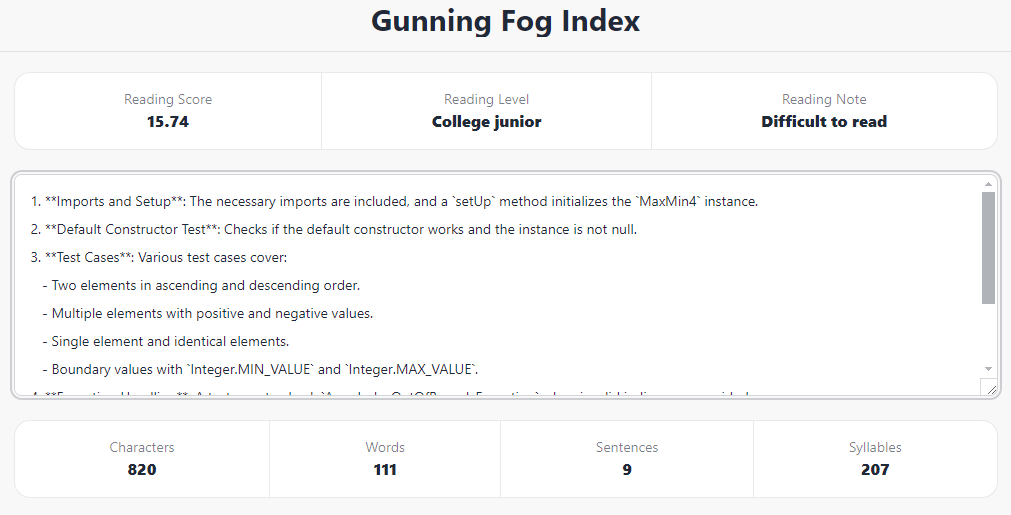 Gunning Fog Index
Reading Score
15.74
Reading Level
College junior
Reading Note
Difficult to read
1. **Imports and Setup**: The necessary imports are included, and a `setUp` method initializes the `MaxMin4` instance.
2. **Default Constructor Test**: Checks if the default constructor works and the instance is not null.
3. **Test Cases**: Various test cases cover:
- Two elements in ascending and descending order.
- Multiple elements with positive and negative values.
- Single element and identical elements.
- Boundary values with `Integer.MIN_VALUE` and `Integer.MAX_VALUE`.
Characters
820
Words
111
Sentences
9
Syllables
207